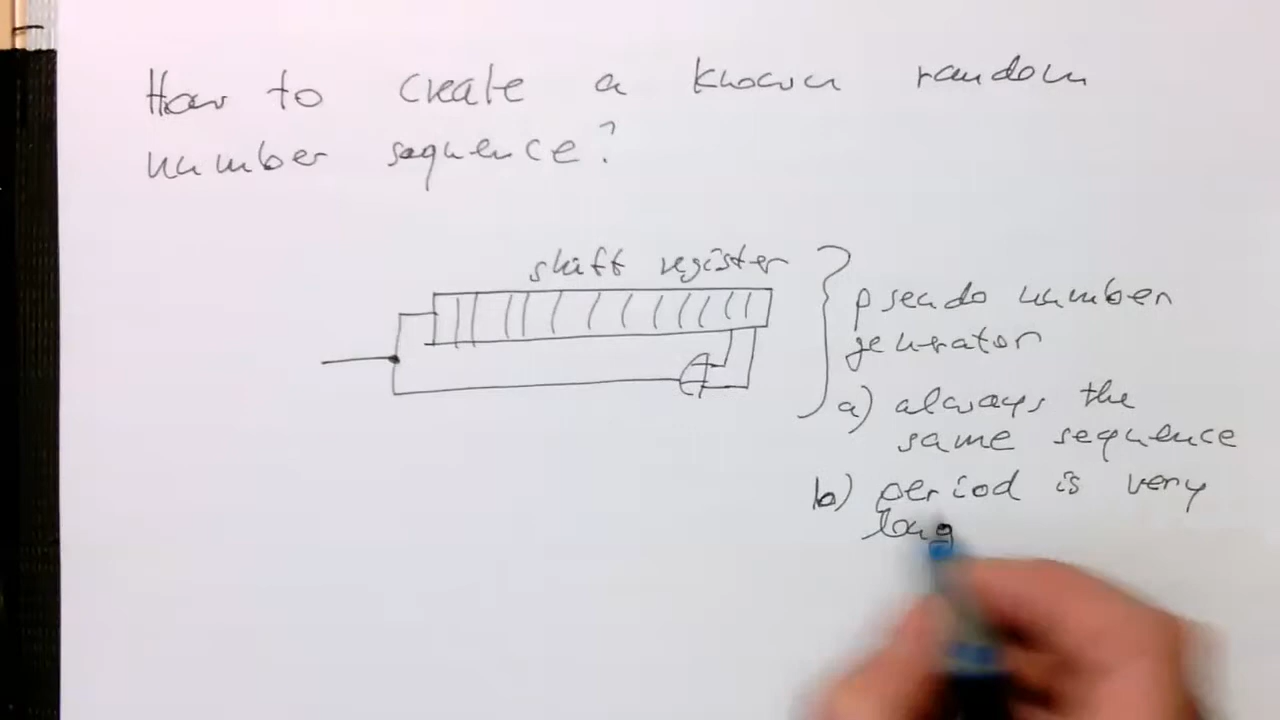 How to create a known random
number sequence?
shift register
pseudo number
generator
a) always the
same sequence
b) period is very
long